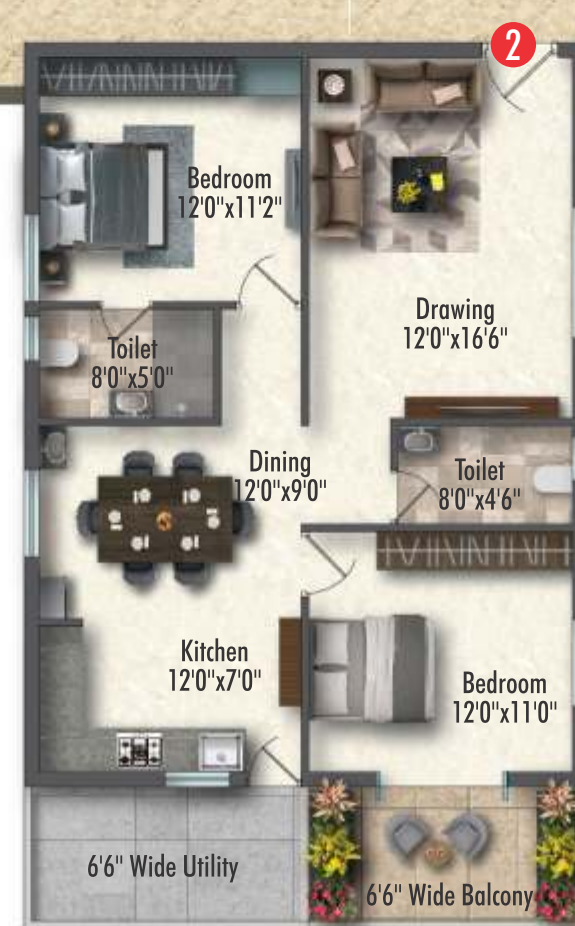 2
Bedroom
12'0"x11'2"
Drawing
12'0"x16'6"
Toilet
8'0"x5'0"
Dining
12'0"x9'0"
Toilet
8'0"x4'6"
Kitchen
12'0"x7'0"
Bedroom
12'0"x11'0"
6'6" Wide Utility
6'6" Wide Balcony